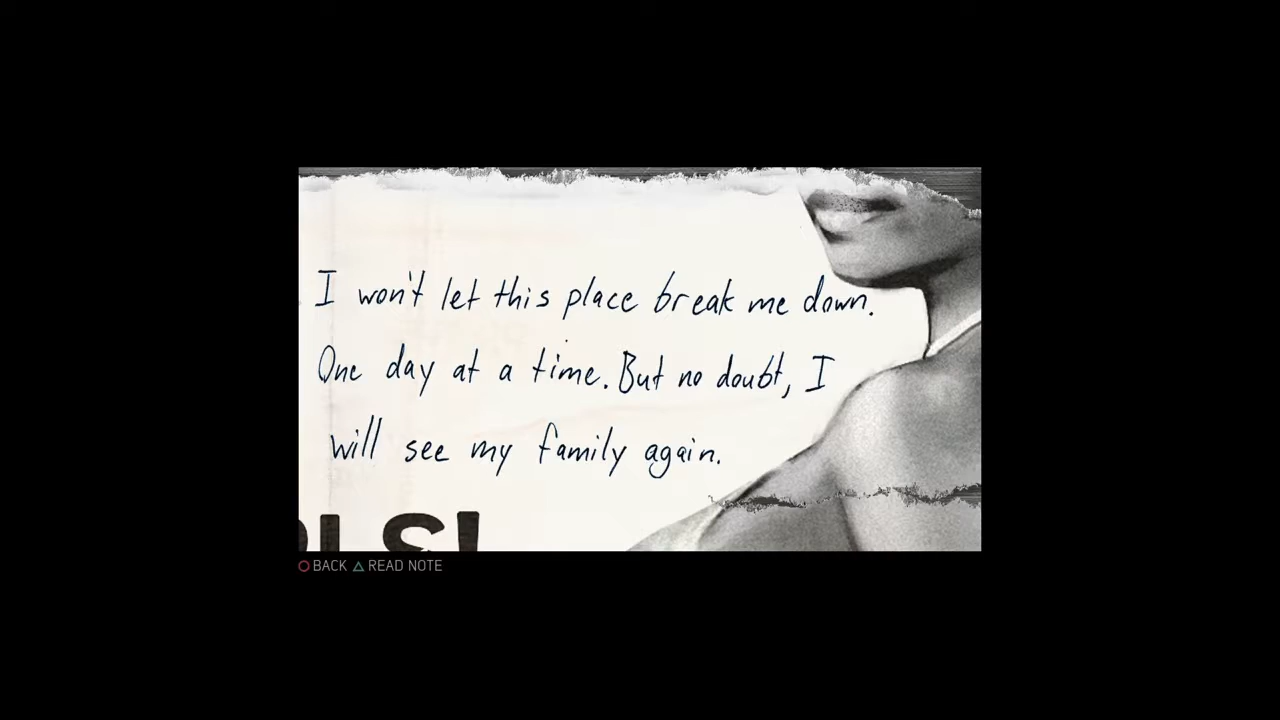 I won't let this place break me down.
One day at a time. But no doubt, I
will see my family again.
LS!
BACK READ NOTE